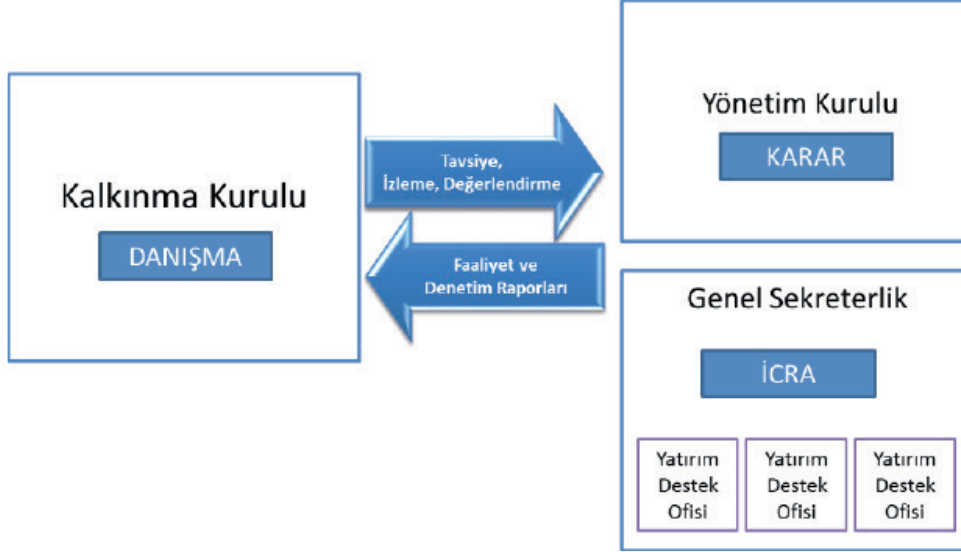 Kalkınma Kurulu
DANIŞMA
Tavsiye,
İzleme, Değerlendirme
Faaliyet ve
Denetim Raporları
Yönetim Kurulu
KARAR
Genel Sekreterlik
İCRA
Yatırım
Destek
Ofisi
Yatırım
Destek
Ofisi
Yatırım
Destek
Ofisi